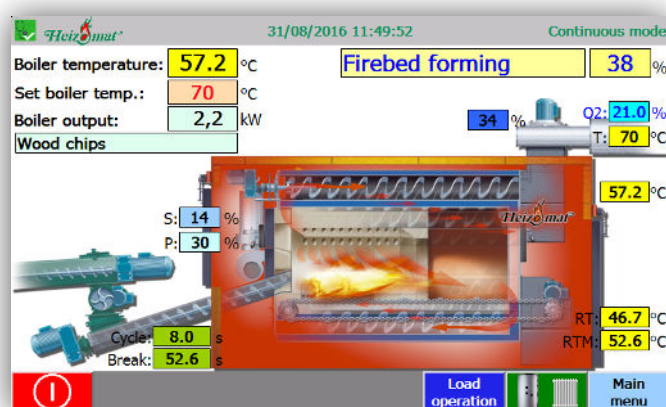 Heizomat 31/08/2016 11:49:52 Continuous mode
Boiler temperature: 57.2 °C Firebed forming 38 %
Set boiler temp.: 70 °C
Boiler output: 2,2 kW 34 % Q2: 21.0 %
Wood chips T: 70 °C
57.2 °C
S: 14 % Heizomat
P: 30 %
RT: 46.7 °C
Cycle: 8.0 s RTM: 52.6 °C
Break: 52.6 s
Load operation Main menu